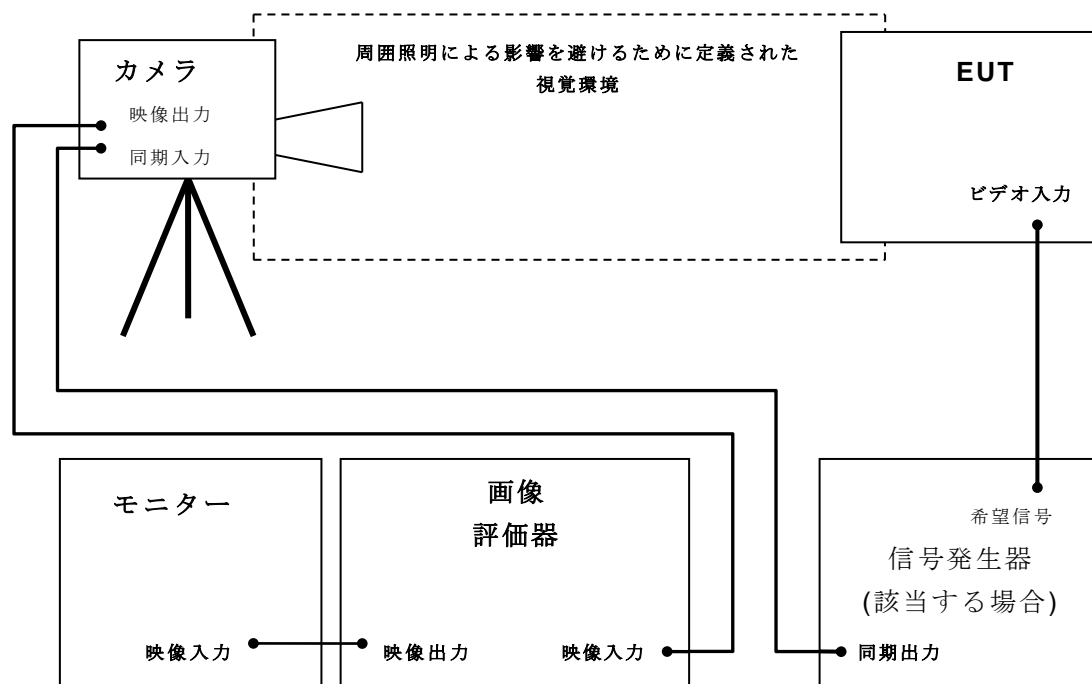 周囲照明による影響を避けるために定義された
視覚環境
カメラ
映像出力
同期入力
EUT
ビデオ入力
モニター
映像入力
画像
評価器
映像出力
映像入力
希望信号
信号発生器
(該当する場合)
同期出力